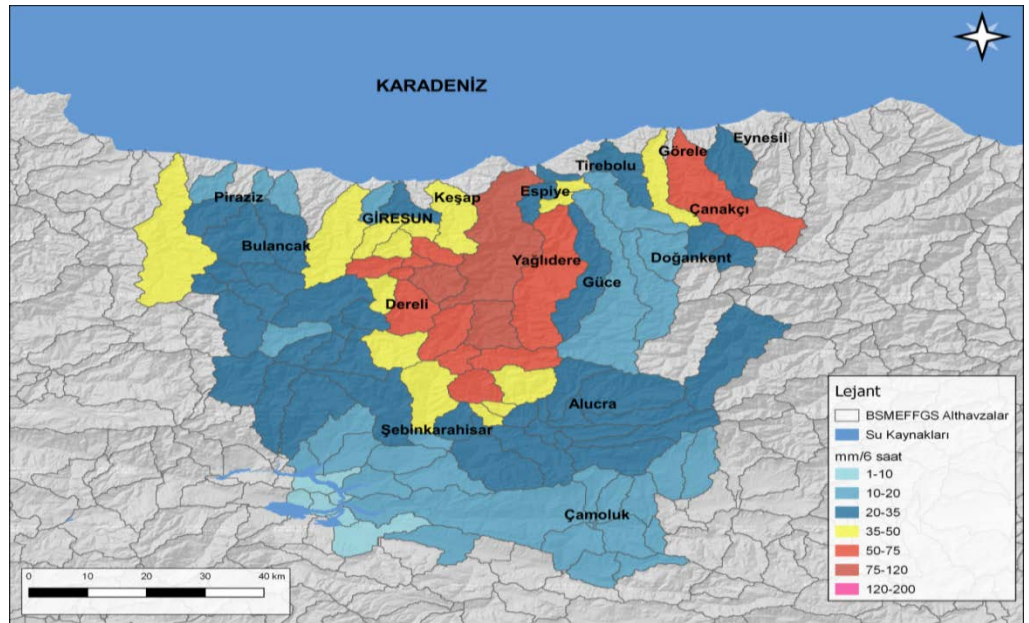 KARADENİZ
Eynesil
Görele
Tirebolu
Espiye
Keşap
Piraziz
Çanakçı
GİRESUN
Bulancak
Doğankent
Yağlıdere
Güce
Dereli
Alucra
Şebinkarahisar
Çamoluk
Lejant
BSMEFFGS Althavzalar
Su Kaynakları
mm/6 saat
1-10
10-20
20-35
35-50
50-75
75-120
120-200
0 10 20 30 40 km